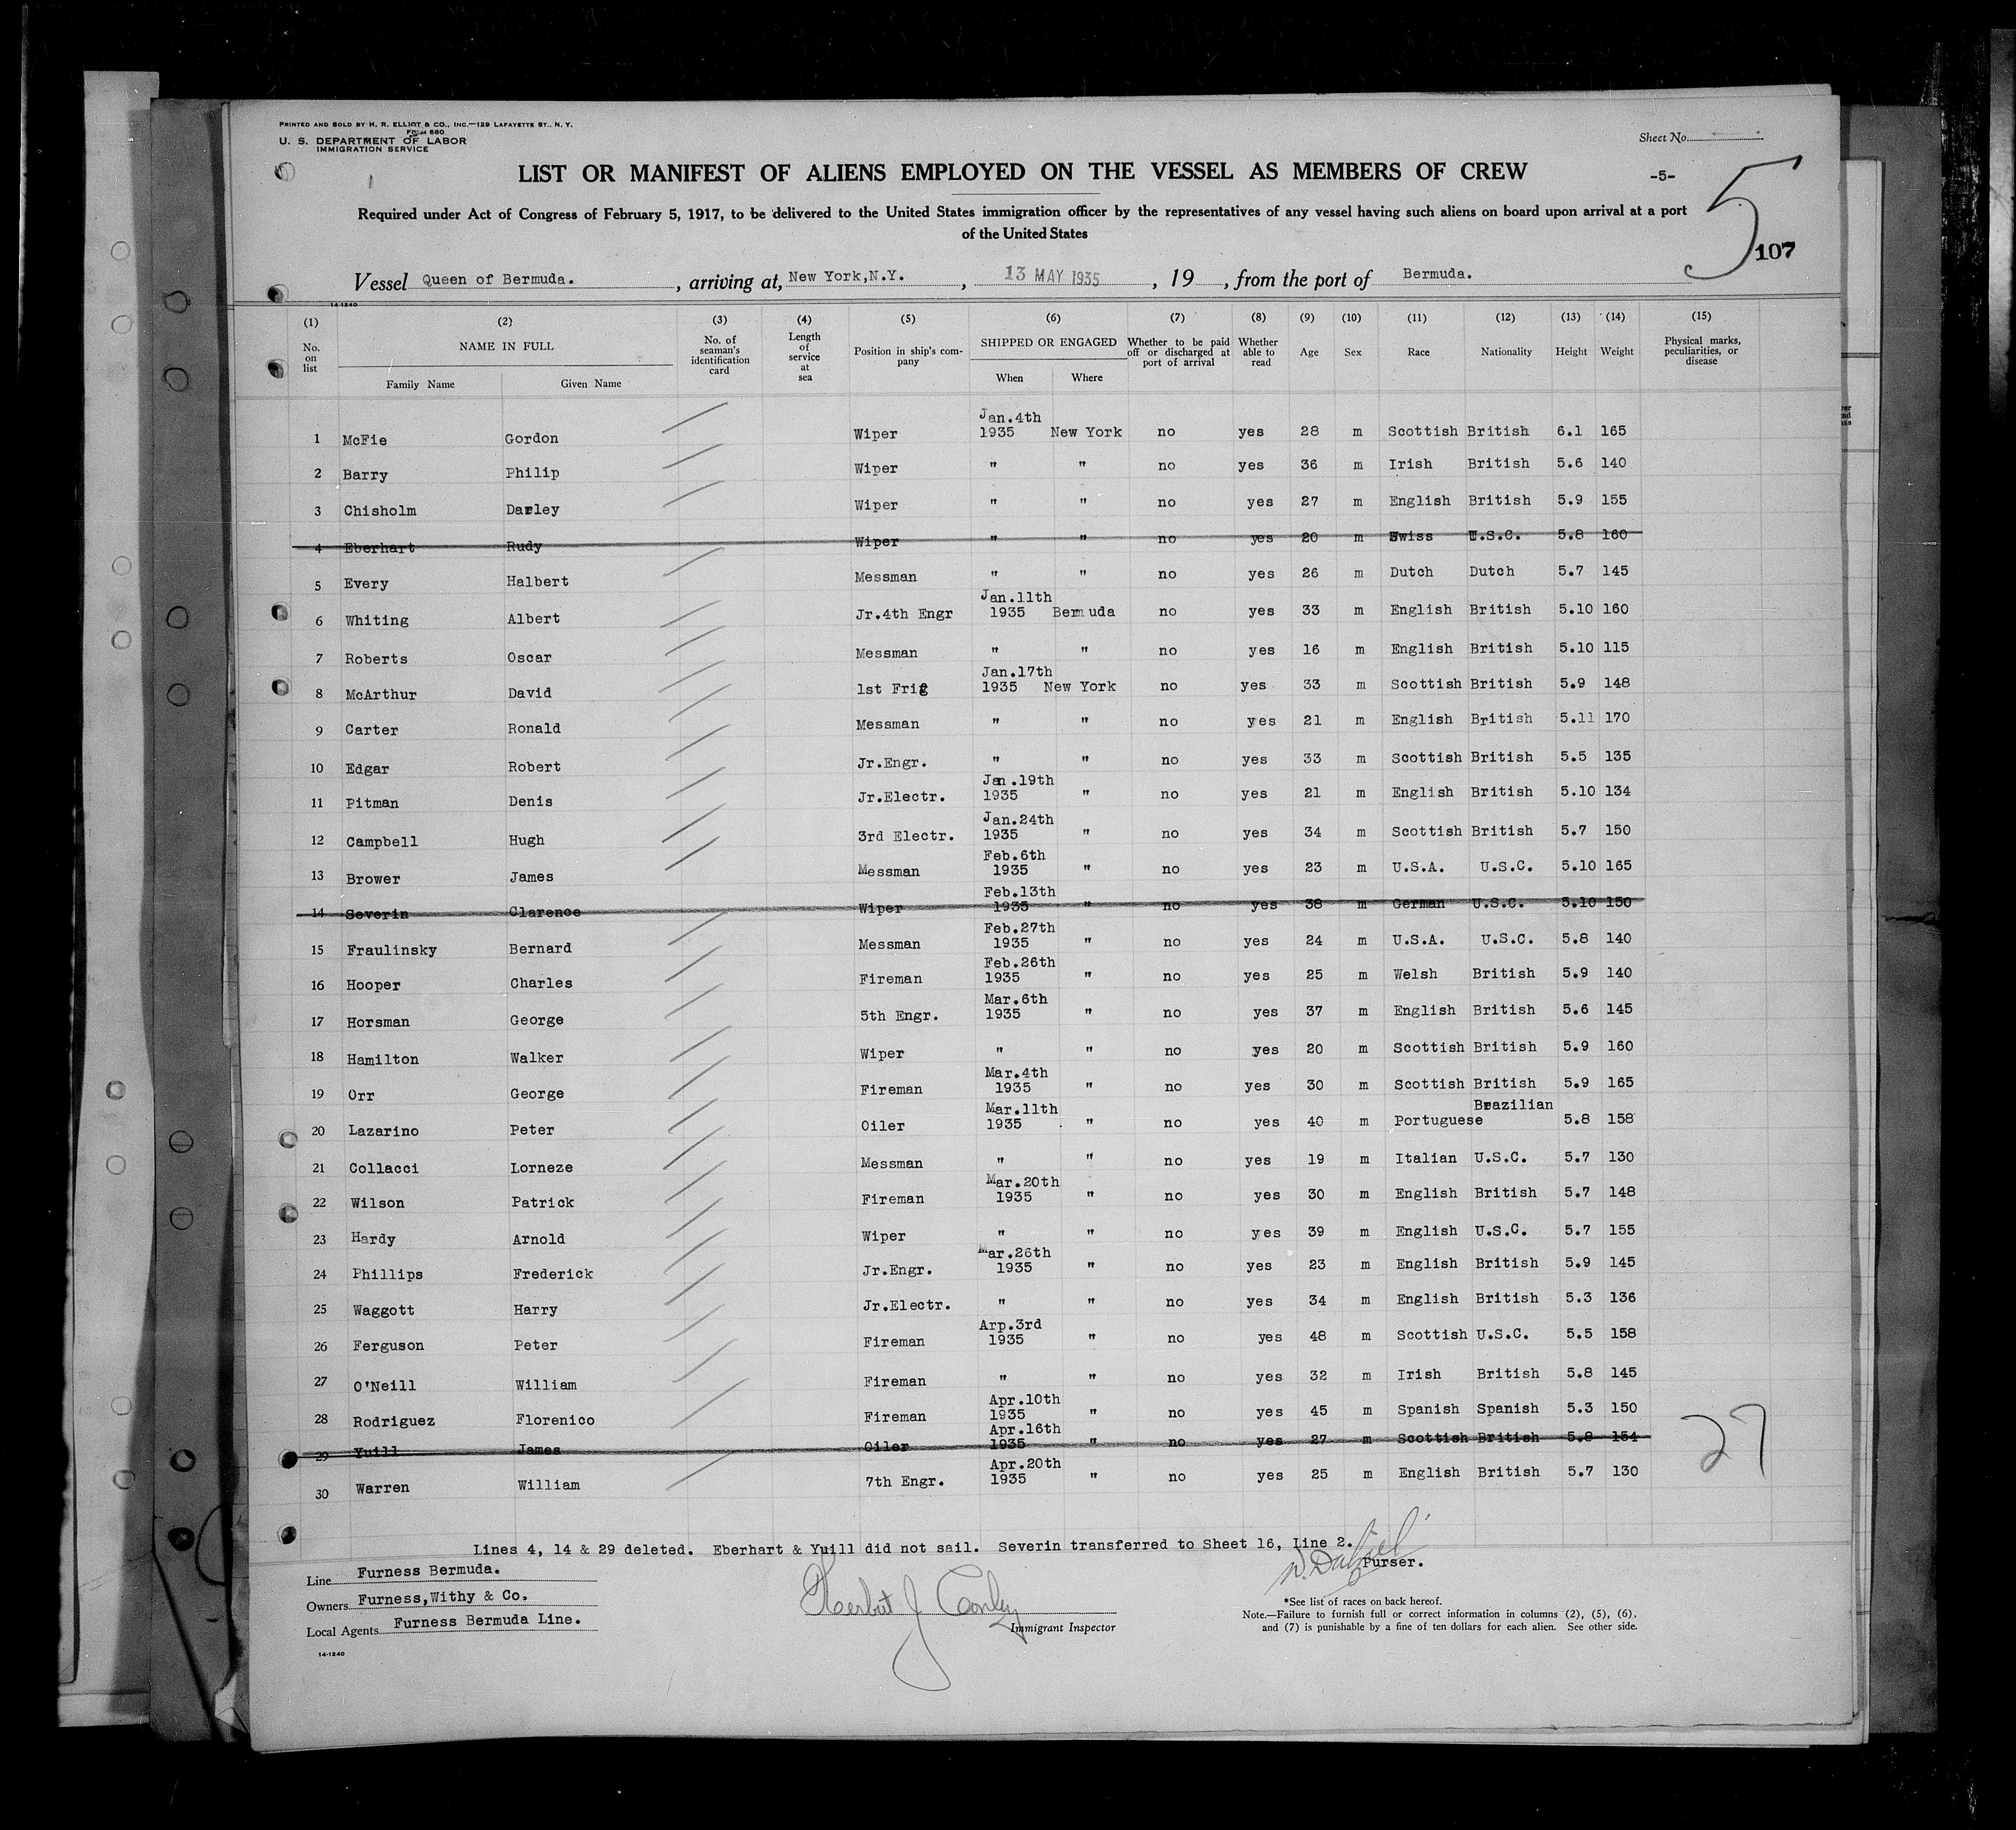 PRINTED AND SOLD BY H. R. ELLIOT & CO., INC.—129 LAFAYETTE ST., N. Y.
FORM 680
U. S. DEPARTMENT OF LABOR
IMMIGRATION SERVICE
Sheet No.
LIST OR MANIFEST OF ALIENS EMPLOYED ON THE VESSEL AS MEMBERS OF CREW
-5-
5
Required under Act of Congress of February 5, 1917, to be delivered to the United States immigration officer by the representatives of any vessel having such aliens on board upon arrival at a port
of the United States
107
Vessel Queen of Bermuda. , arriving at, New York,N.Y. , 13 MAY 1935 , 19 , from the port of Bermuda.
14-1240
(1) (2) (3) (4) (5) (6) (7) (8) (9) (10) (11) (12) (13) (14) (15)
No. on list NAME IN FULL No. of seaman's identification card Length of service at sea Position in ship's company SHIPPED OR ENGAGED Whether to be paid off or discharged at port of arrival Whether able to read Age Sex Race Nationality Height Weight Physical marks, peculiarities, or disease
Family Name Given Name When Where
1 McFie Gordon Wiper Jan.4th 1935 New York no yes 28 m Scottish British 6.1 165
2 Barry Philip Wiper " " no yes 36 m Irish British 5.6 140
3 Chisholm Darley Wiper " " no yes 27 m English British 5.9 155
4 Eberhart Rudy Wiper " " no yes 20 m Swiss U.S.C. 5.8 160
5 Every Halbert Messman " " no yes 26 m Dutch Dutch 5.7 145
6 Whiting Albert Jr.4th Engr Jan.11th 1935 Bermuda no yes 33 m English British 5.10 160
7 Roberts Oscar Messman " " no yes 16 m English British 5.10 115
8 McArthur David 1st Frig Jan.17th 1935 New York no yes 33 m Scottish British 5.9 148
9 Carter Ronald Messman " " no yes 21 m English British 5.11 170
10 Edgar Robert Jr.Engr. " " no yes 33 m Scottish British 5.5 135
11 Pitman Denis Jr.Electr. Jan.19th 1935 " no yes 21 m English British 5.10 134
12 Campbell Hugh 3rd Electr. Jan.24th 1935 " no yes 34 m Scottish British 5.7 150
13 Brower James Messman Feb.6th 1935 " no yes 23 m U.S.A. U.S.C. 5.10 165
14 Severin Clarence Wiper Feb.13th 1935 " no yes 38 m German U.S.C. 5.10 150
15 Fraulinsky Bernard Messman Feb.27th 1935 " no yes 24 m U.S.A. U.S.C. 5.8 140
16 Hooper Charles Fireman Feb.26th 1935 " no yes 25 m Welsh British 5.9 140
17 Horsman George 5th Engr. Mar.6th 1935 " no yes 37 m English British 5.6 145
18 Hamilton Walker Wiper " " no yes 20 m Scottish British 5.9 160
19 Orr George Fireman Mar.4th 1935 " no yes 30 m Scottish British 5.9 165
20 Lazarino Peter Oiler Mar.11th 1935 " no yes 40 m Portuguese Brazilian 5.8 158
21 Collacci Lorneze Messman " " no yes 19 m Italian U.S.C. 5.7 130
22 Wilson Patrick Fireman Mar.20th 1935 " no yes 30 m English British 5.7 148
23 Hardy Arnold Wiper " " no yes 39 m English U.S.C. 5.7 155
24 Phillips Frederick Jr.Engr. Mar.26th 1935 " no yes 23 m English British 5.9 145
25 Waggott Harry Jr.Electr. " " no yes 34 m English British 5.3 136
26 Ferguson Peter Fireman Arp.3rd 1935 " no yes 48 m Scottish U.S.C. 5.5 158
27 O'Neill William Fireman " " no yes 32 m Irish British 5.8 145
28 Rodriguez Florenico Fireman Apr.10th 1935 " no yes 45 m Spanish Spanish 5.3 150
29 Yuill James Oiler Apr.16th 1935 " no yes 27 m Scottish British 5.8 154
30 Warren William 7th Engr. Apr.20th 1935 " no yes 25 m English British 5.7 130
27
Lines 4, 14 & 29 deleted. Eberhart & Yuill did not sail. Severin transferred to Sheet 16, Line 2.
Purser.
Line Furness Bermuda.
Owners Furness,Withy & Co.
Local Agents Furness Bermuda Line.
Herbert J Conley
Immigrant Inspector
*See list of races on back hereof.
Note.—Failure to furnish full or correct information in columns (2), (5), (6),
and (7) is punishable by a fine of ten dollars for each alien. See other side.
14-1240